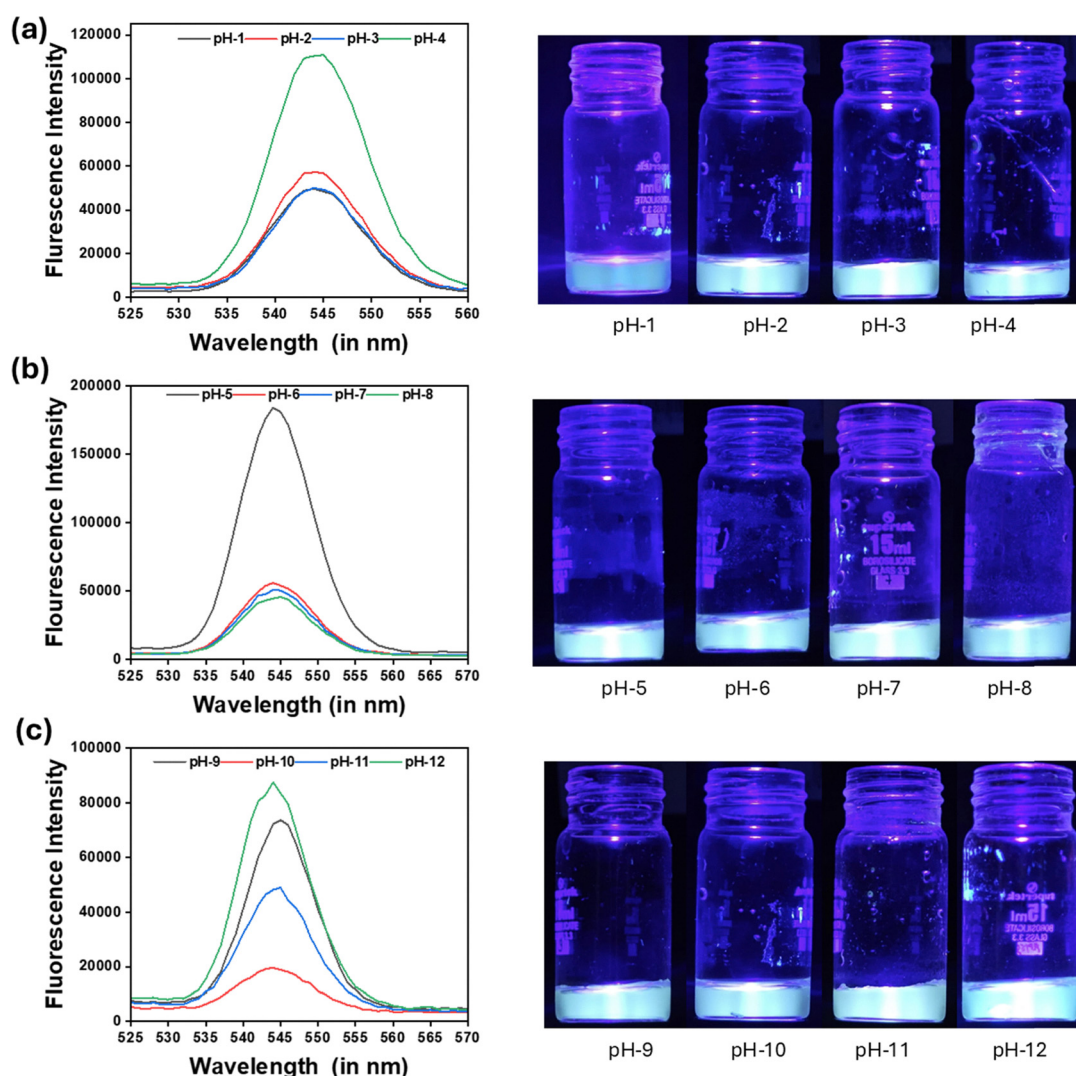 (a)
Flurescence Intensity
120000
100000
80000
60000
40000
20000
0
pH-1 pH-2 pH-3 pH-4
525 530 535 540 545 550 555 560
Wavelength (in nm)
pH-1 pH-2 pH-3 pH-4
(b)
Flourescence Intensity
200000
150000
100000
50000
0
pH-5 pH-6 pH-7 pH-8
525 530 535 540 545 550 555 560 565 570
Wavelength (in nm)
15ml
pH-5 pH-6 pH-7 pH-8
(c)
Fluorescence Intensity
100000
80000
60000
40000
20000
0
pH-9 pH-10 pH-11 pH-12
525 530 535 540 545 550 555 560 565 570
Wavelength (in nm)
supertek
15ml
BOROSILICATE
GLASS 3.3
pH-9 pH-10 pH-11 pH-12